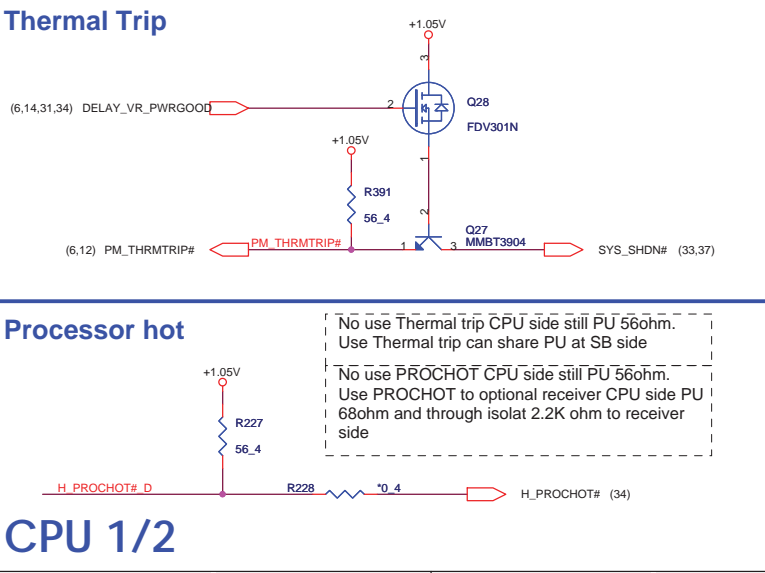 Thermal Trip
+1.05V
3
(6,14,31,34) DELAY_VR_PWRGOOD
2
Q28
FDV301N
+1.05V
1
R391
56_4
2
Q27
MMBT3904
(6,12) PM_THRMTRIP#
PM_THRMTRIP#
1
3
SYS_SHDN# (33,37)
Processor hot
No use Thermal trip CPU side still PU 56ohm.
Use Thermal trip can share PU at SB side
No use PROCHOT CPU side still PU 56ohm.
Use PROCHOT to optional receiver CPU side PU
68ohm and through isolat 2.2K ohm to receiver
side
+1.05V
R227
56_4
H_PROCHOT#_D
R228
*0_4
H_PROCHOT# (34)
CPU 1/2